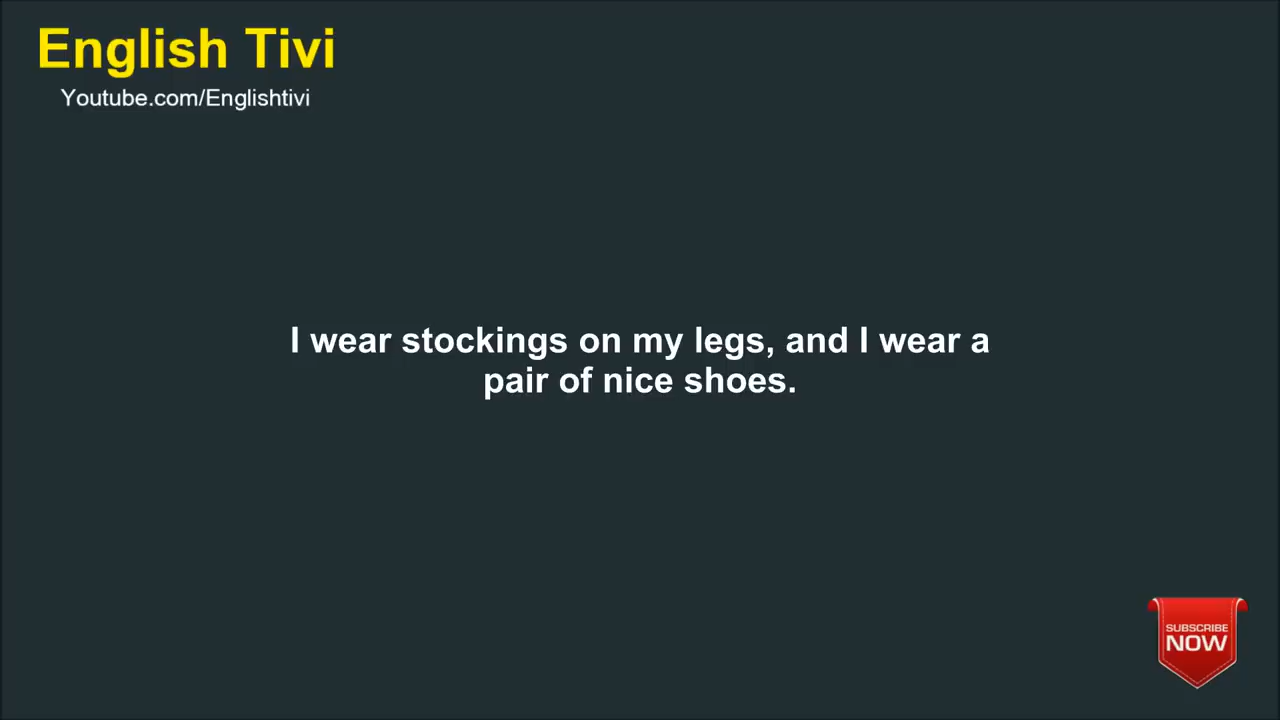 English Tivi
Youtube.com/Englishtivi
I wear stockings on my legs, and I wear a
pair of nice shoes.
SUBSCRIBE
NOW